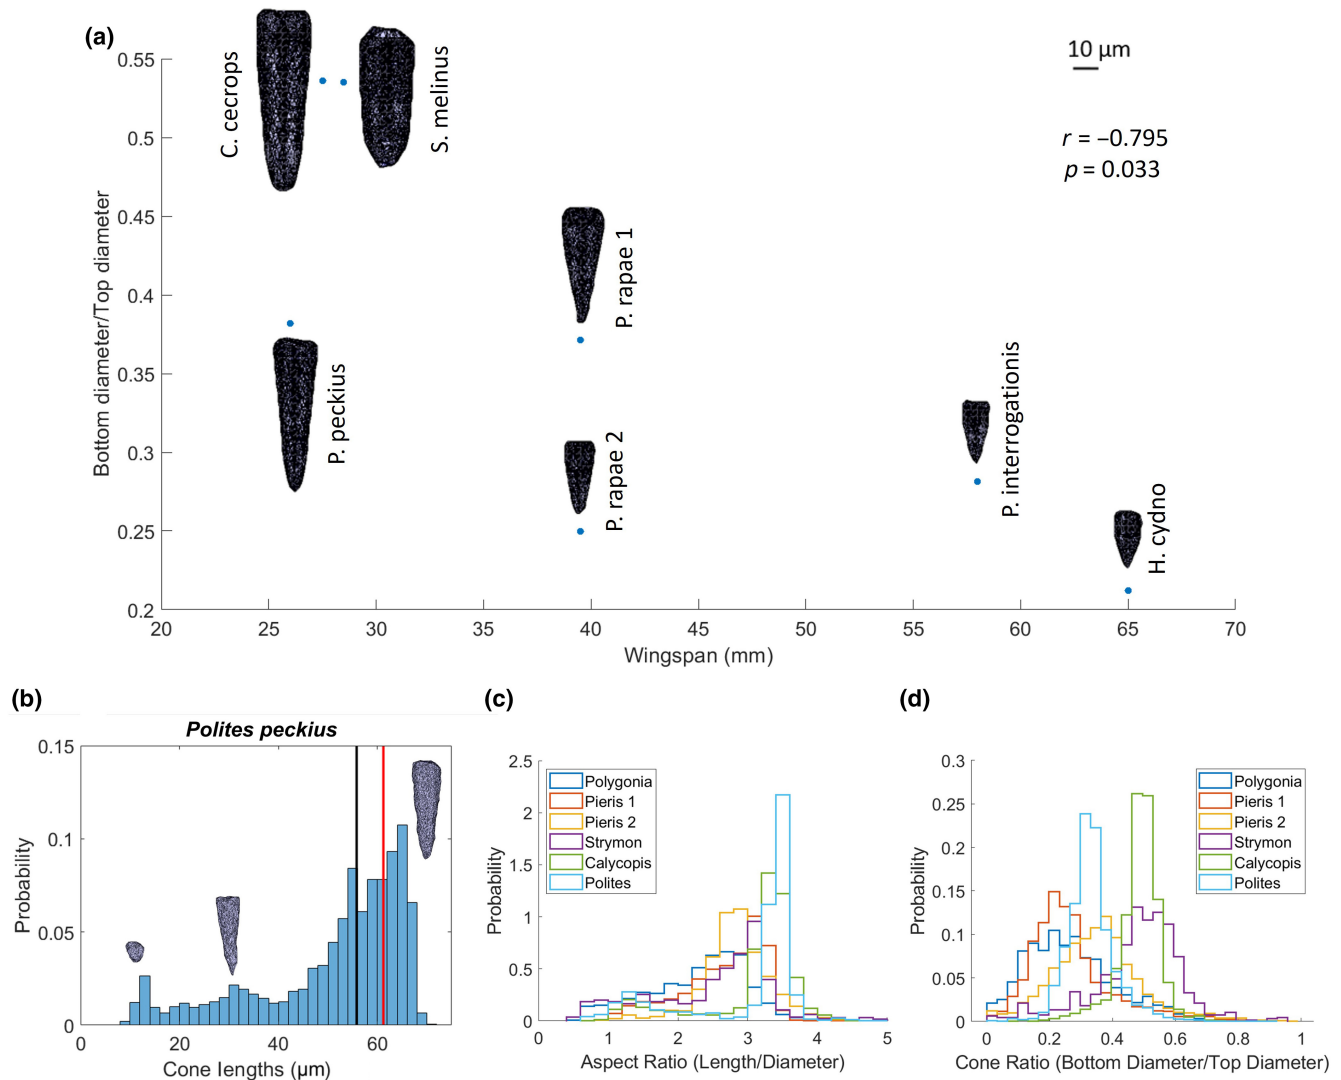 (a)
0.55
0.5
0.45
0.4
0.35
0.3
0.25
0.2
Bottom diameter/Top diameter
C. cecrops
S. melinus
P. peckius
P. rapae 1
P. rapae 2
P. interrogationis
H. cydno
10 µm
r = –0.795
p = 0.033
20 25 30 35 40 45 50 55 60 65 70
Wingspan (mm)
(b)
Polites peckius
0.15
0.1
0.05
0
Probability
0 20 40 60
Cone lengths (µm)
(c)
2.5
2
1.5
1
0.5
0
Probability
Polygonia
Pieris 1
Pieris 2
Strymon
Calycopis
Polites
0 1 2 3 4 5
Aspect Ratio (Length/Diameter)
(d)
0.3
0.25
0.2
0.15
0.1
0.05
0
Probability
Polygonia
Pieris 1
Pieris 2
Strymon
Calycopis
Polites
0 0.2 0.4 0.6 0.8 1
Cone Ratio (Bottom Diameter/Top Diameter)